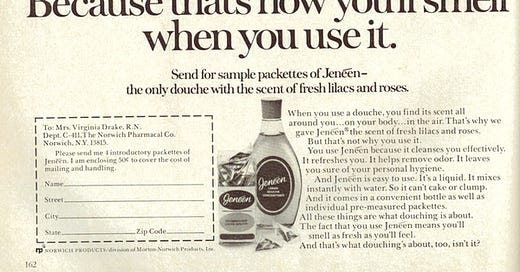 Because that's how you'll smell
when you use it.
Send for sample packettes of Jenéen–
the only douche with the scent of fresh lilacs and roses.
To: Mrs. Virginia Drake, R.N.
Dept. C-411, The Norwich Pharmacal Co.
Norwich, N.Y. 13815.
Please send me 4 introductory packettes of
Jenéen. I am enclosing 50¢ to cover the cost of
mailing and handling.
Name
Street
City
State Zip Code
NORWICH PRODUCTS/division of Morton-Norwich Products, Inc.
162
Jenéen
Jenéen
When you use a douche, you find its scent all
around you...on your body...in the air. That's why we
gave Jenéen® the scent of fresh lilacs and roses.
But that's not why you use it.
You use Jenéen because it cleanses you effectively.
It refreshes you. It helps remove odor. It leaves
you sure of your personal hygiene.
And Jenéen is easy to use. It's a liquid. It mixes
instantly with water. So it can't cake or clump.
And it comes in a convenient bottle as well as
individual pre-measured packettes.
All these things are what douching is about.
The fact that you use Jenéen means you'll
smell as fresh as you'll feel.
And that's what douching's about, too, isn't it?